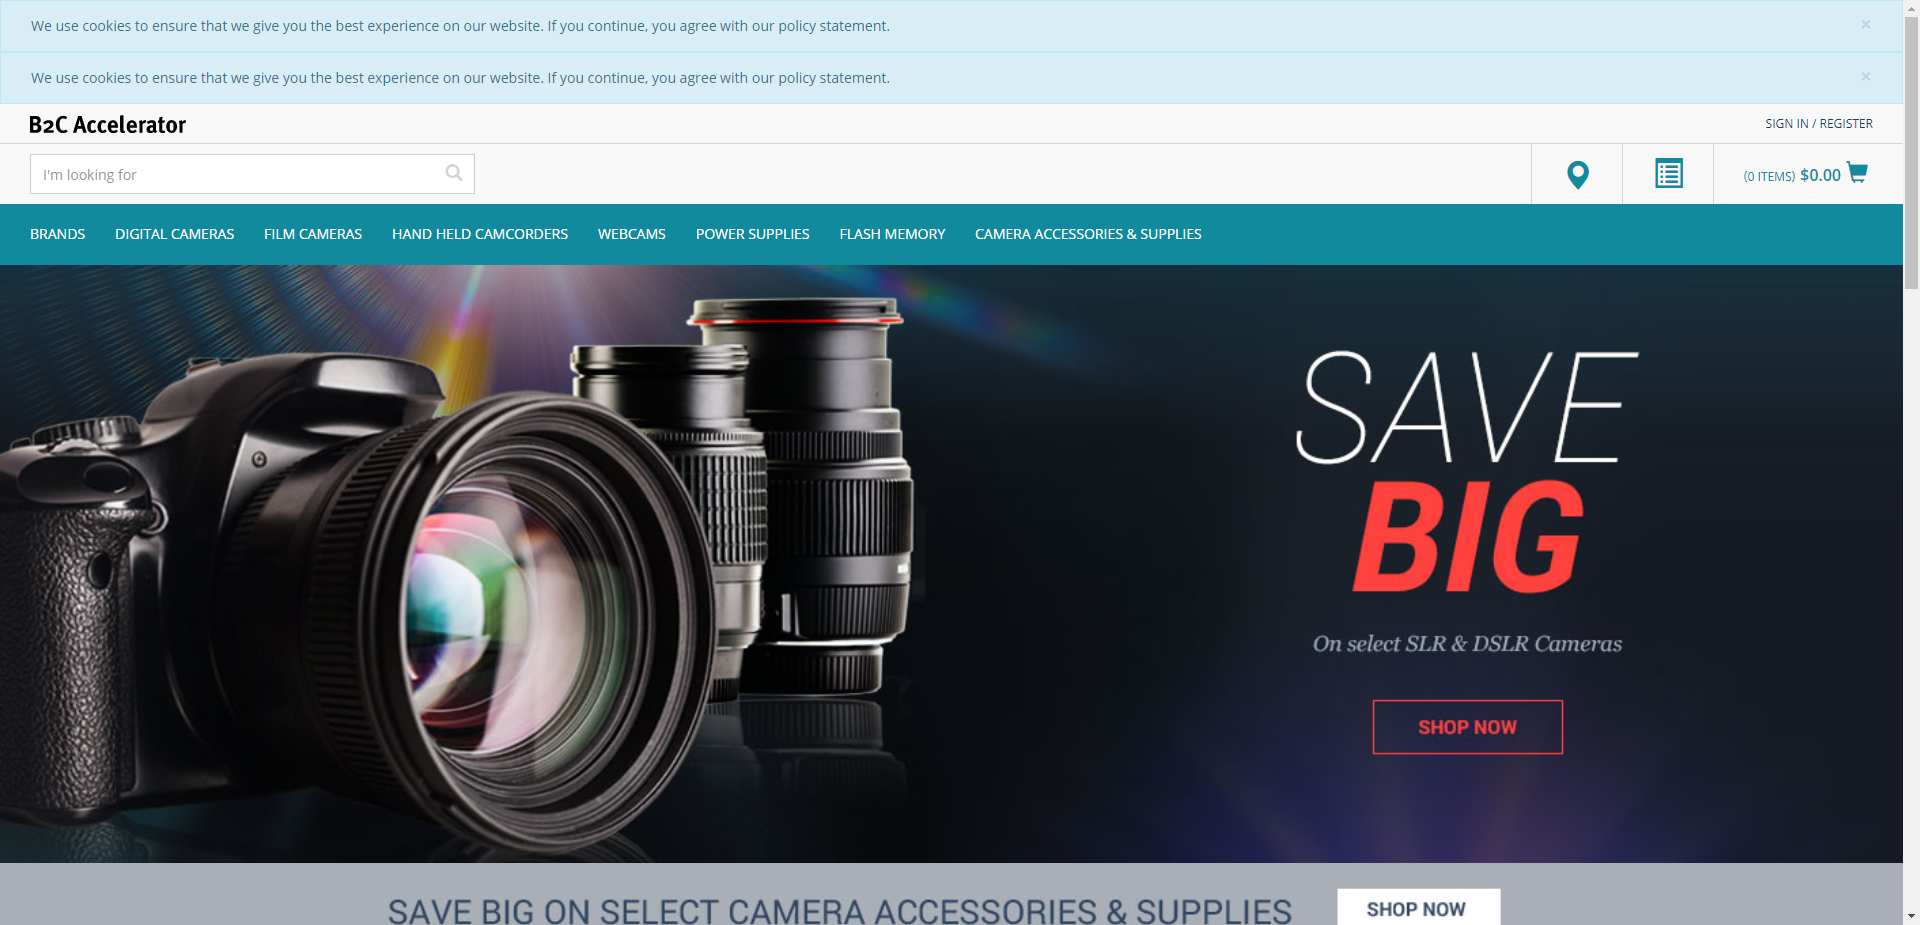 We use cookies to ensure that we give you the best experience on our website. If you continue, you agree with our policy statement. ×
We use cookies to ensure that we give you the best experience on our website. If you continue, you agree with our policy statement. ×
B2C Accelerator
SIGN IN / REGISTER
I'm looking for
(0 ITEMS) $0.00
BRANDS DIGITAL CAMERAS FILM CAMERAS HAND HELD CAMCORDERS WEBCAMS POWER SUPPLIES FLASH MEMORY CAMERA ACCESSORIES & SUPPLIES
SAVE
BIG
On select SLR & DSLR Cameras
SHOP NOW
SAVE BIG ON SELECT CAMERA ACCESSORIES & SUPPLIES SHOP NOW